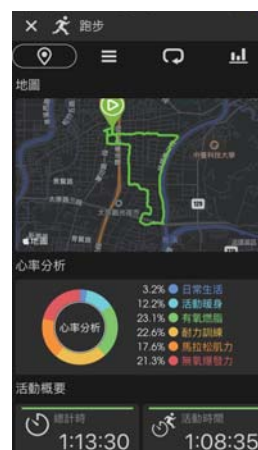 跑步
地圖
中臺科技大學
地圖
心率分析
心率分析
3.2% 日常生活
12.2% 活動暖身
23.1% 有氧燃脂
22.6% 耐力訓練
17.6% 馬拉松肌力
21.3% 無氧爆發力
活動概要
總計時
1:13:30
活動時間
1:08:35